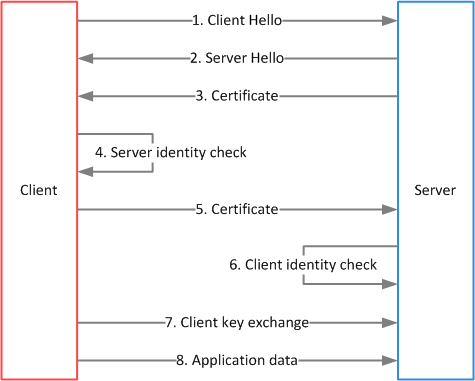 1. Client Hello
2. Server Hello
3. Certificate
4. Server identity check
Client
Server
5. Certificate
6. Client identity check
7. Client key exchange
8. Application data